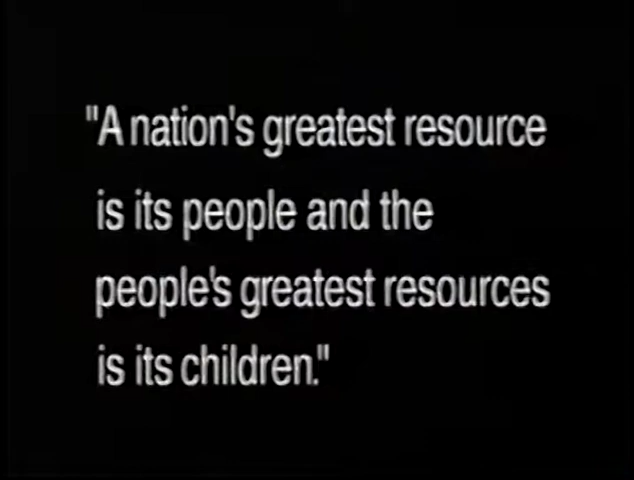 "A nation's greatest resource
is its people and the
people's greatest resources
is its children."